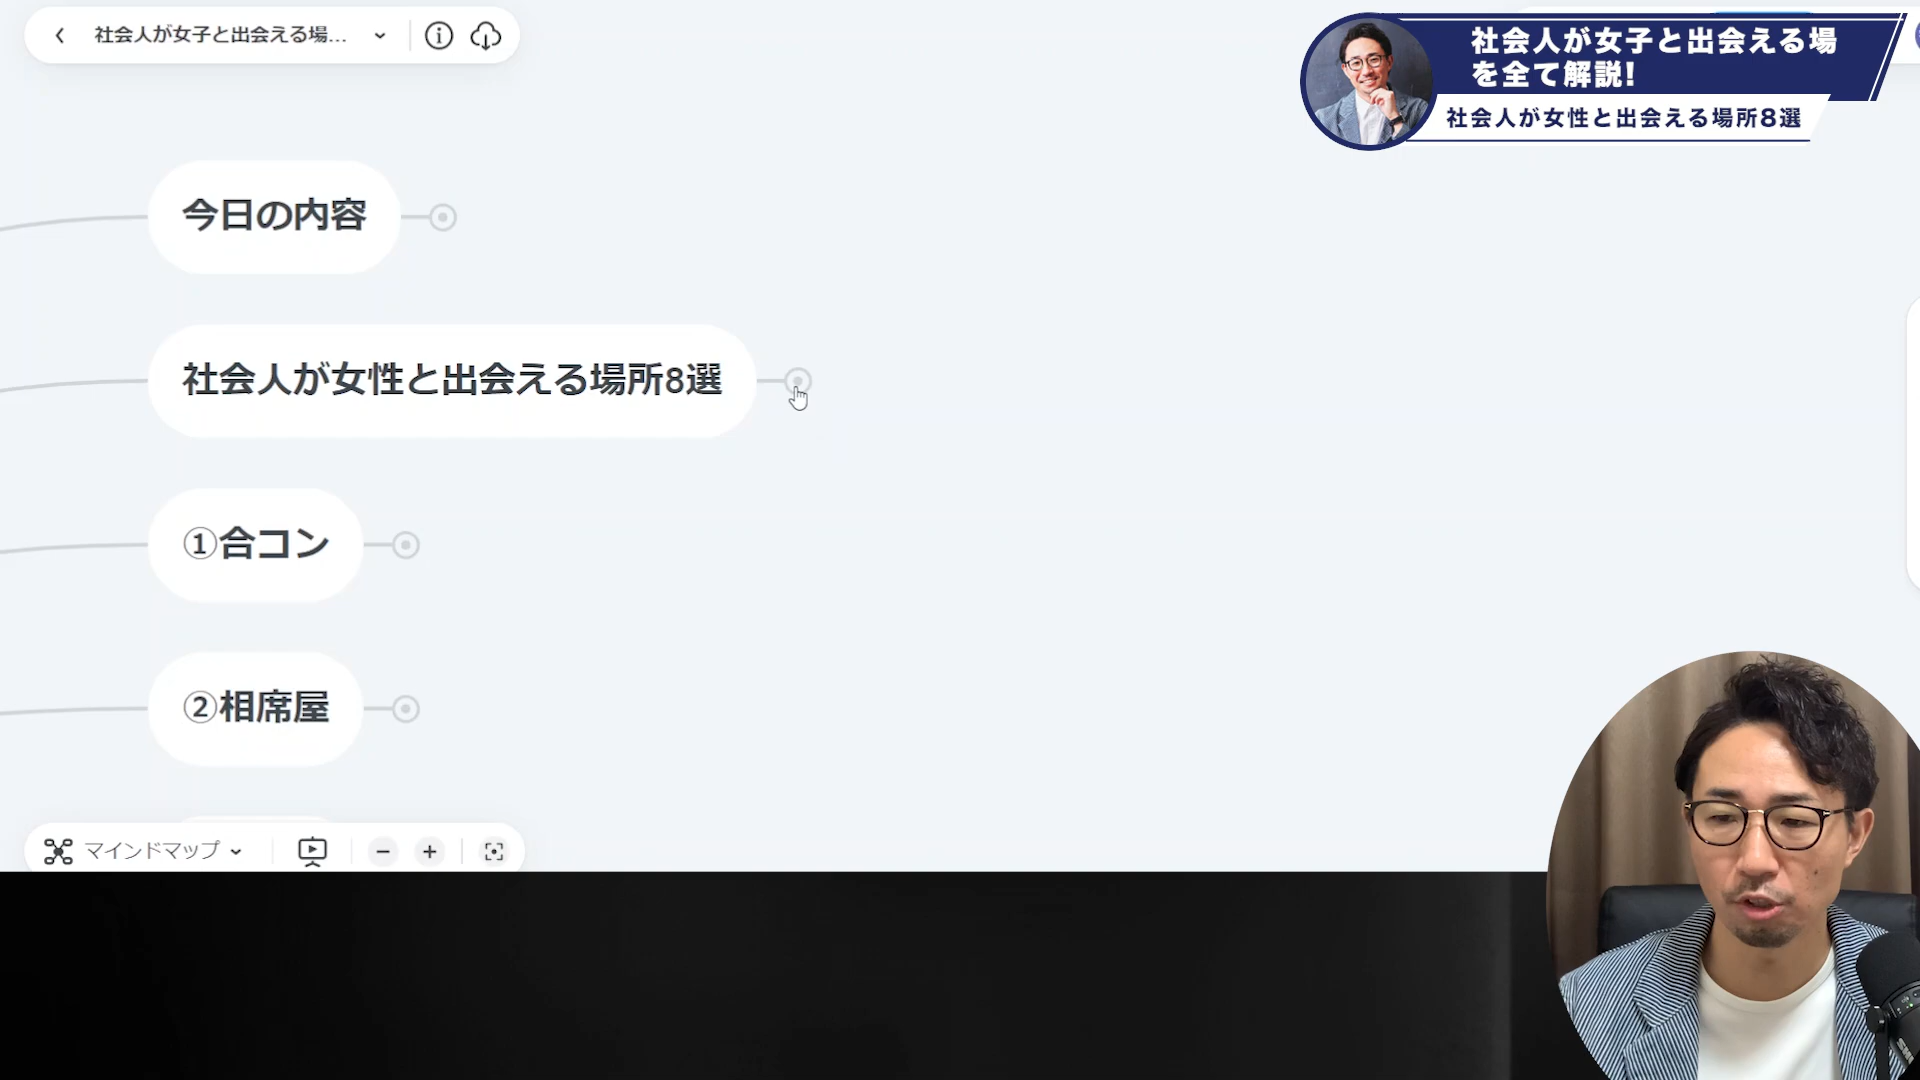 社会人が女子と出会える場...
社会人が女子と出会える場
を全て解説!
社会人が女性と出会える場所8選
今日の内容
社会人が女性と出会える場所8選
①合コン
②相席屋
マインドマップ